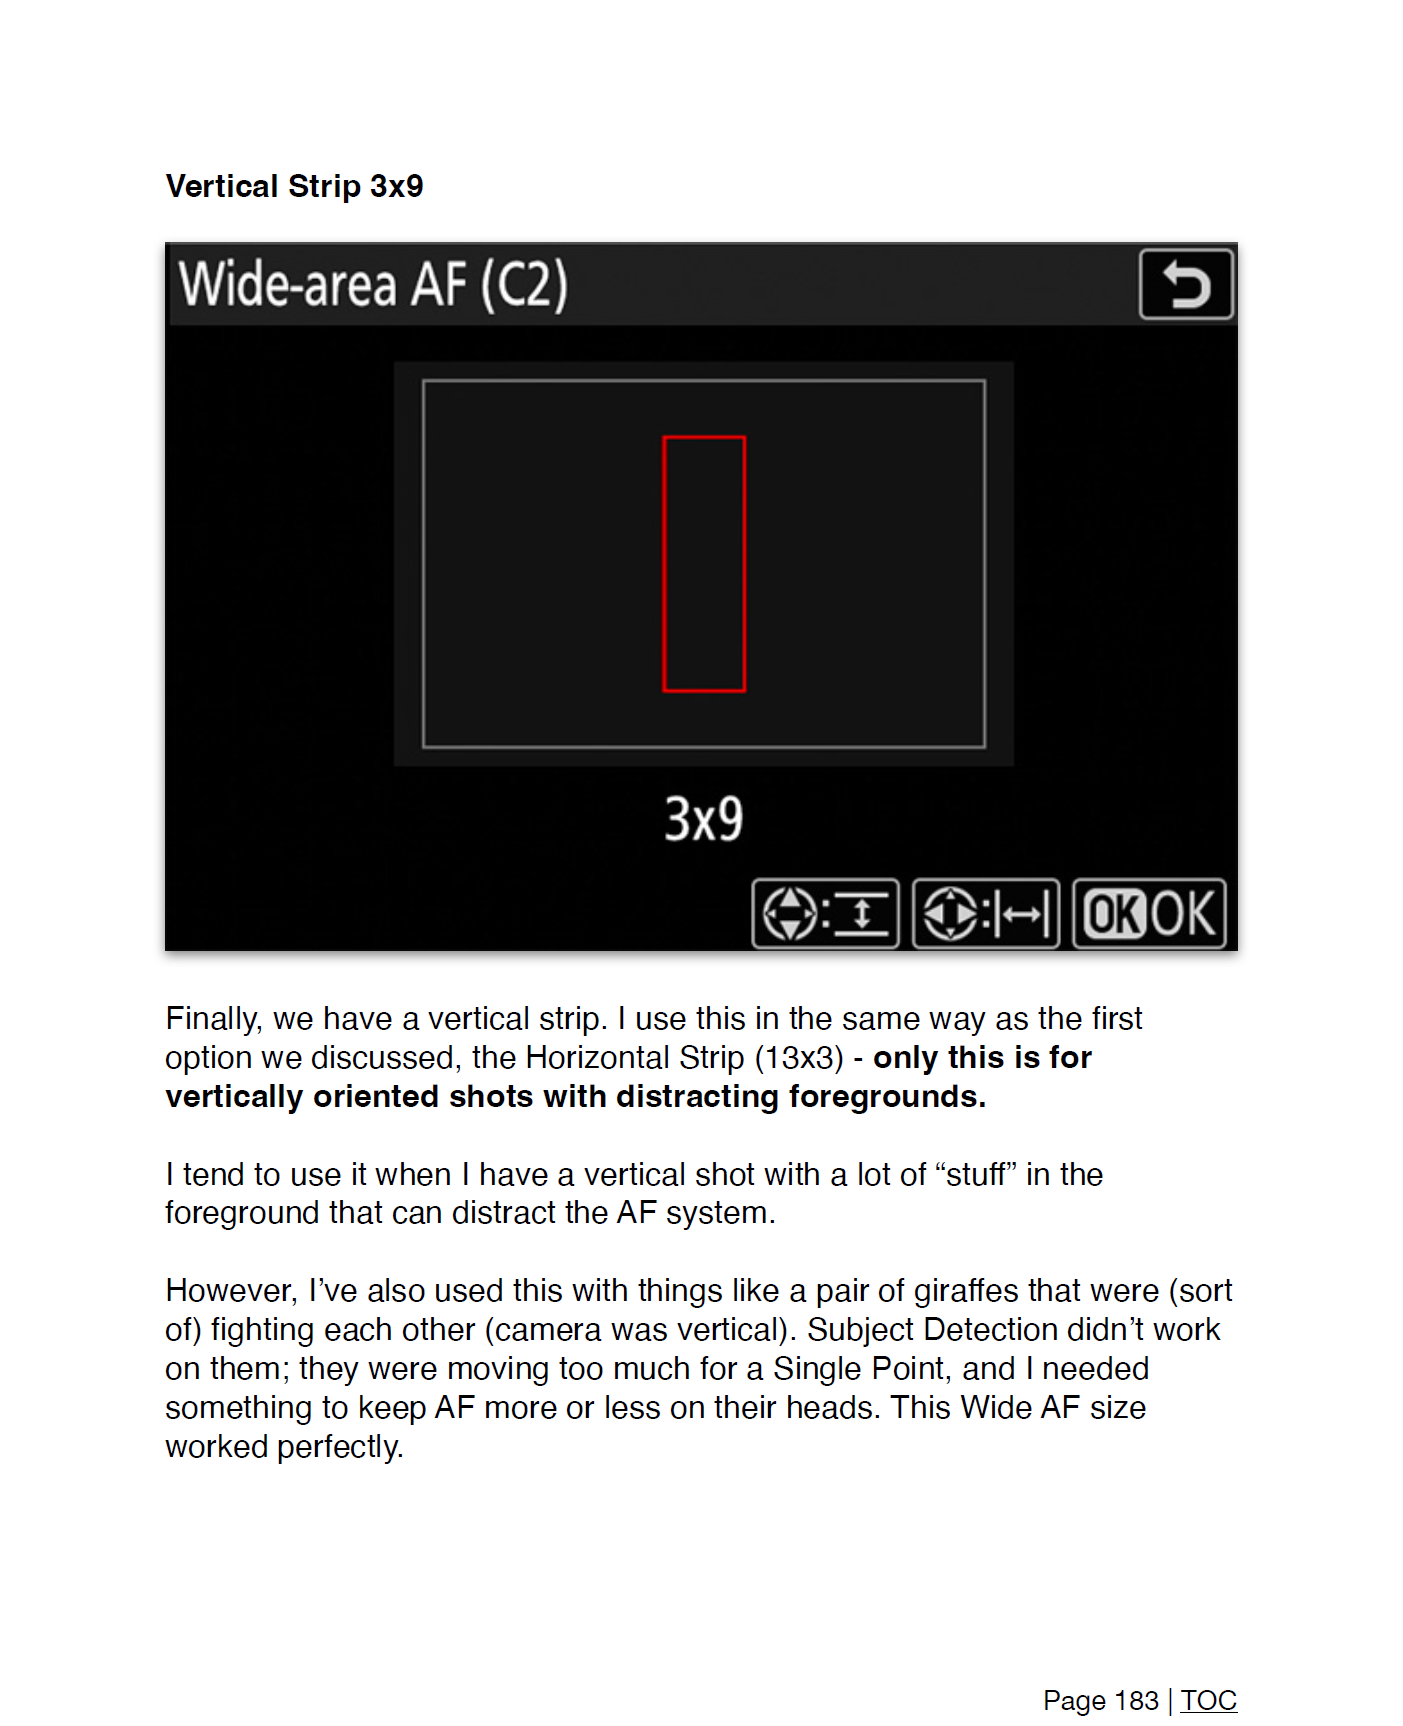 Vertical Strip 3x9
Wide-area AF (C2)
3x9
: : OK OK
Finally, we have a vertical strip. I use this in the same way as the first
option we discussed, the Horizontal Strip (13x3) - only this is for
vertically oriented shots with distracting foregrounds.
I tend to use it when I have a vertical shot with a lot of “stuff” in the
foreground that can distract the AF system.
However, I’ve also used this with things like a pair of giraffes that were (sort
of) fighting each other (camera was vertical). Subject Detection didn’t work
on them; they were moving too much for a Single Point, and I needed
something to keep AF more or less on their heads. This Wide AF size
worked perfectly.
Page 183 | TOC